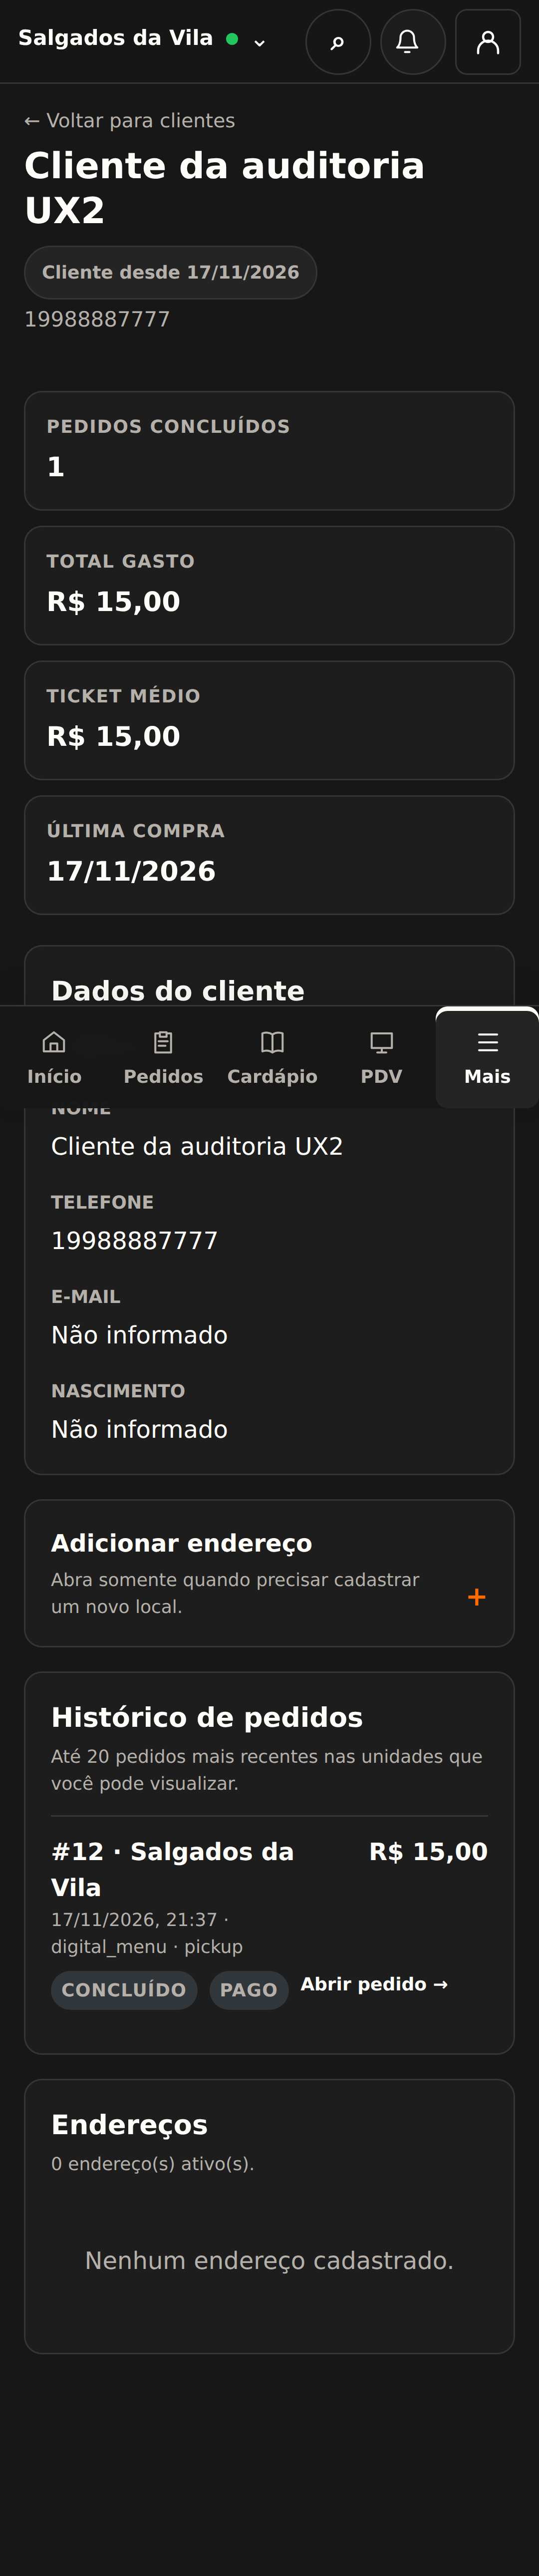 Salgados da Vila
← Voltar para clientes
Cliente da auditoria
UX2
Cliente desde 17/11/2026
19988887777
PEDIDOS CONCLUÍDOS
1
TOTAL GASTO
R$ 15,00
TICKET MÉDIO
R$ 15,00
ÚLTIMA COMPRA
17/11/2026
Dados do cliente
Início Pedidos Cardápio PDV Mais
NOME
Cliente da auditoria UX2
TELEFONE
19988887777
E-MAIL
Não informado
NASCIMENTO
Não informado
Adicionar endereço
Abra somente quando precisar cadastrar
um novo local.
+
Histórico de pedidos
Até 20 pedidos mais recentes nas unidades que
você pode visualizar.
#12 · Salgados da R$ 15,00
Vila
17/11/2026, 21:37 ·
digital_menu · pickup
CONCLUÍDO PAGO Abrir pedido →
Endereços
0 endereço(s) ativo(s).
Nenhum endereço cadastrado.